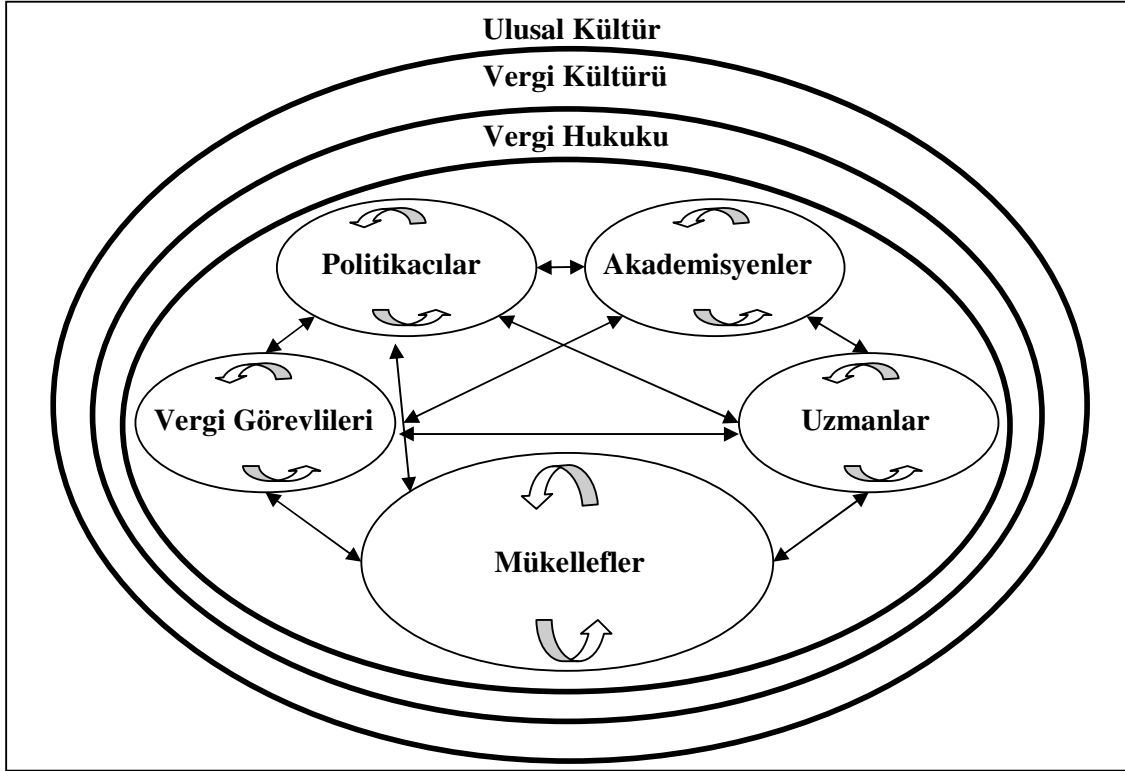 Ulusal Kültür
Vergi Kültürü
Vergi Hukuku
Politikacılar
Akademisyenler
Vergi Görevlileri
Uzmanlar
Mükellefler